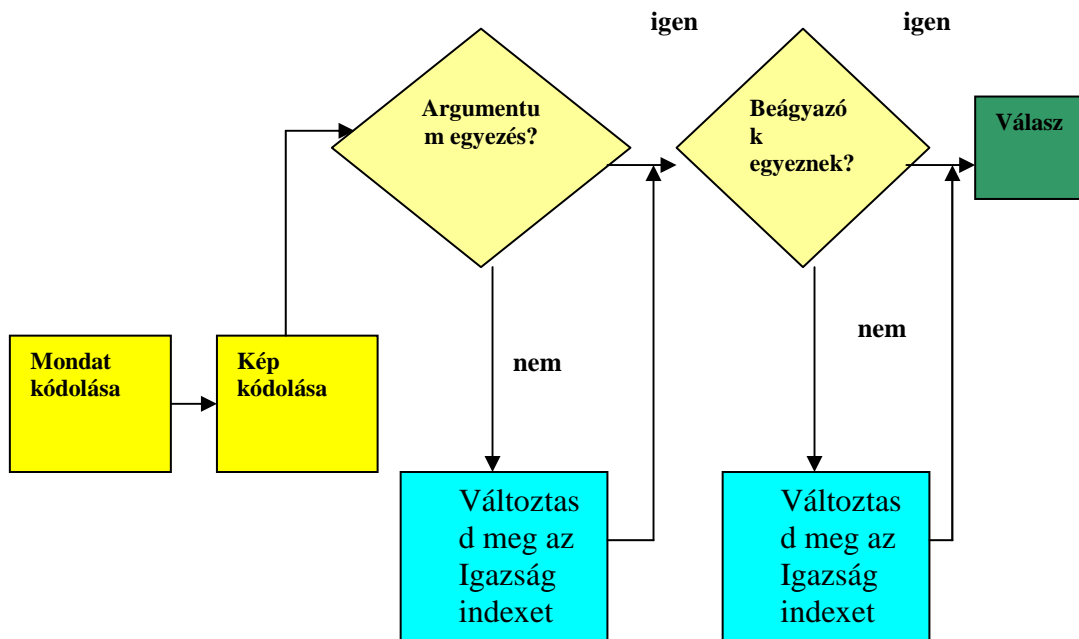 igen
igen
Argumentu
m egyezés?
Beágyazó
k
egyeznek?
Válasz
Mondat
kódolása
Kép
kódolása
nem
nem
Változtas
d meg az
Igazság
indexet
Változtas
d meg az
Igazság
indexet